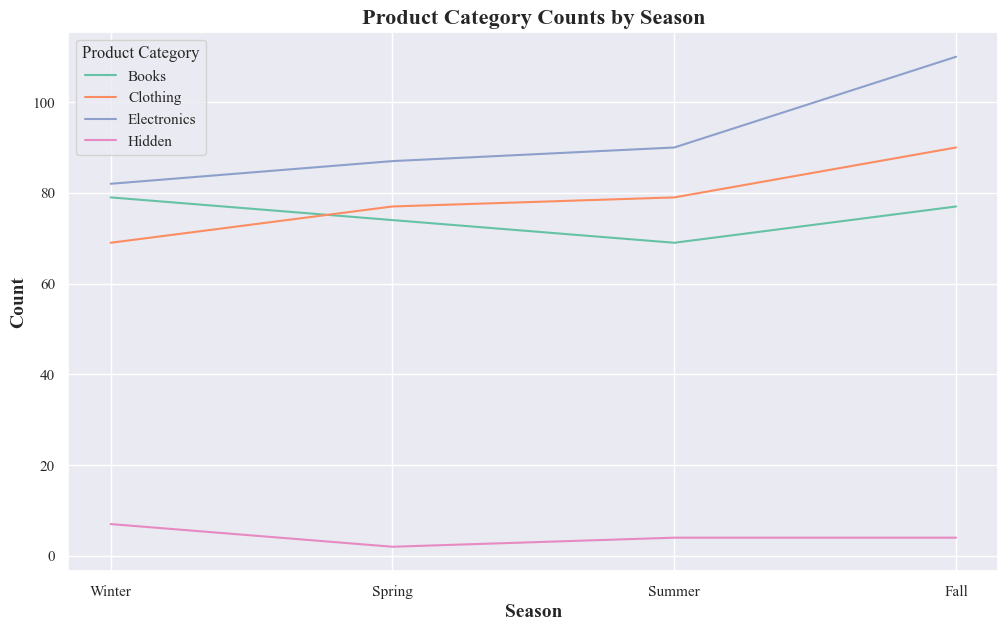 Product Category Counts by Season
Product Category
Books
Clothing
Electronics
Hidden
Count
100
80
60
40
20
0
Winter Spring Summer Fall
Season